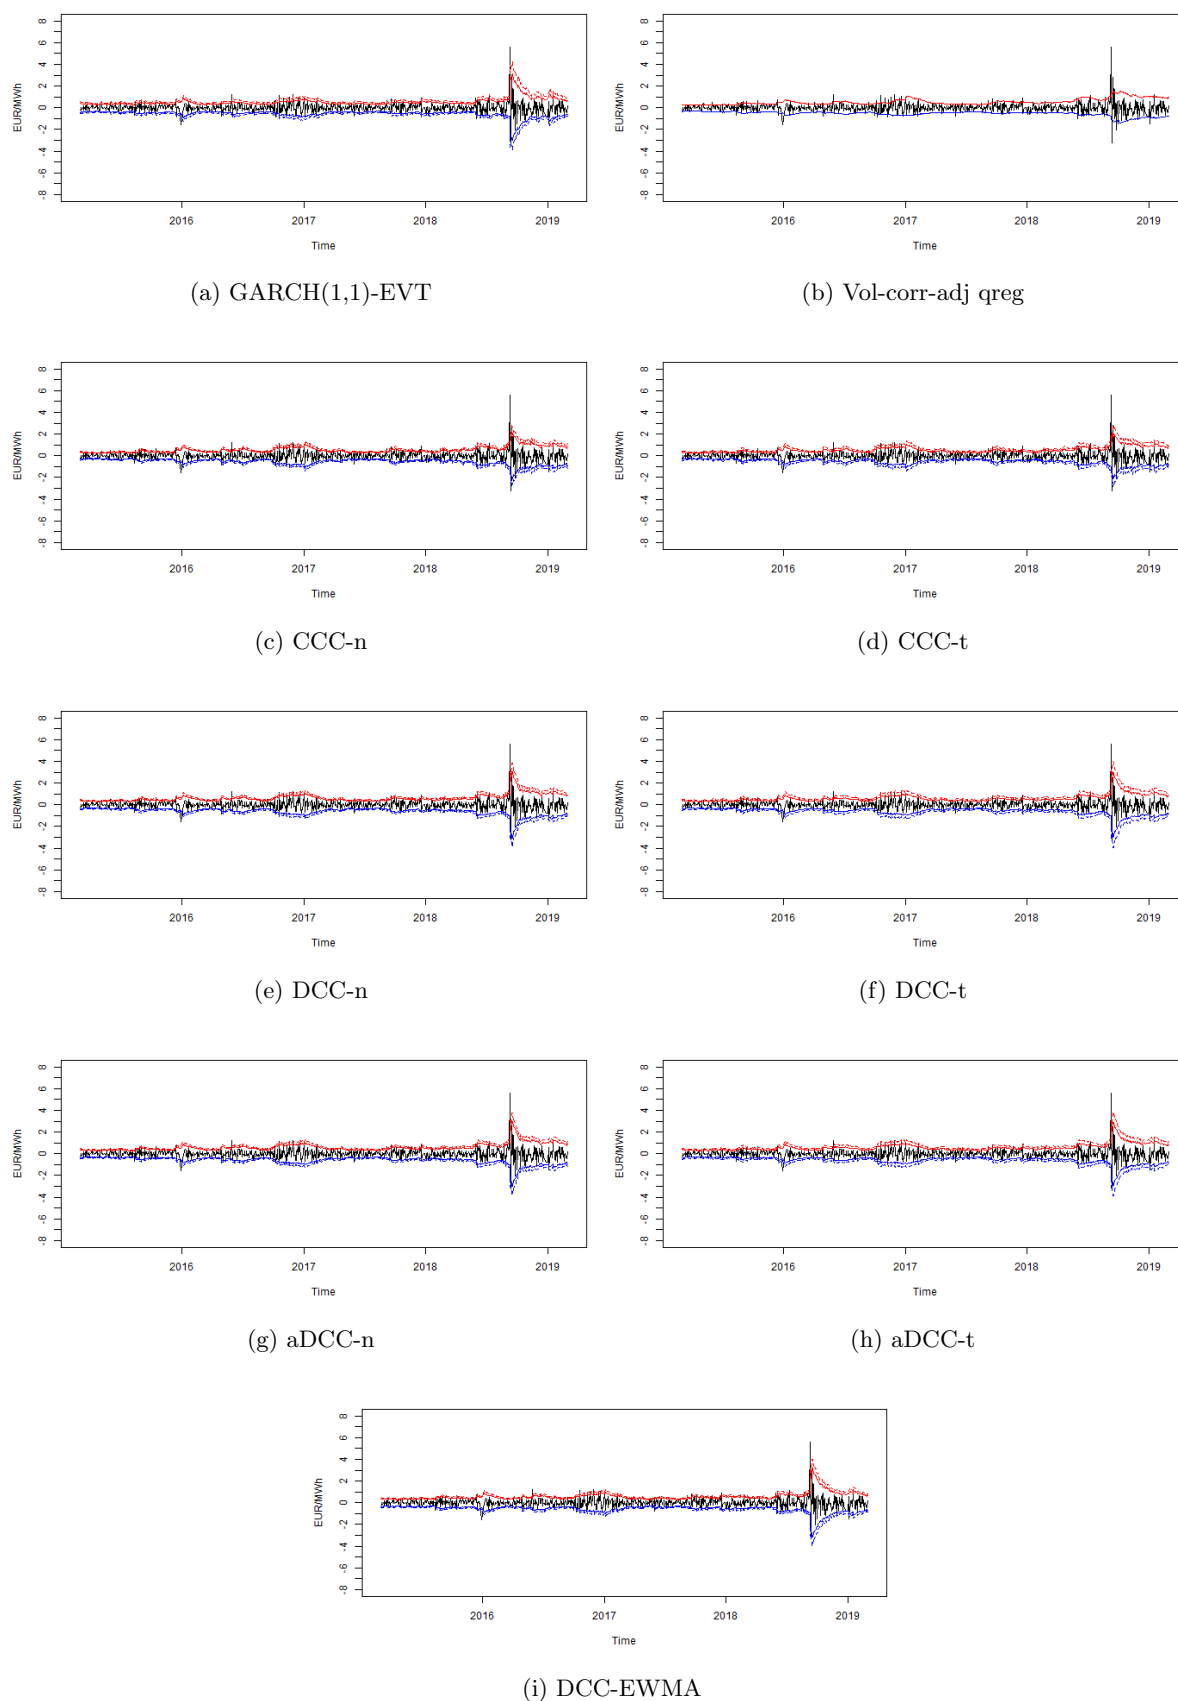 8
6
4
2
0
-2
-4
-6
-8
EUR/MWh
2016 2017 2018 2019
Time
(a) GARCH(1,1)-EVT
8
6
4
2
0
-2
-4
-6
-8
EUR/MWh
2016 2017 2018 2019
Time
(b) Vol-corr-adj qreg
8
6
4
2
0
-2
-4
-6
-8
EUR/MWh
2016 2017 2018 2019
Time
(c) CCC-n
8
6
4
2
0
-2
-4
-6
-8
EUR/MWh
2016 2017 2018 2019
Time
(d) CCC-t
8
6
4
2
0
-2
-4
-6
-8
EUR/MWh
2016 2017 2018 2019
Time
(e) DCC-n
8
6
4
2
0
-2
-4
-6
-8
EUR/MWh
2016 2017 2018 2019
Time
(f) DCC-t
8
6
4
2
0
-2
-4
-6
-8
EUR/MWh
2016 2017 2018 2019
Time
(g) aDCC-n
8
6
4
2
0
-2
-4
-6
-8
EUR/MWh
2016 2017 2018 2019
Time
(h) aDCC-t
8
6
4
2
0
-2
-4
-6
-8
EUR/MWh
2016 2017 2018 2019
Time
(i) DCC-EWMA